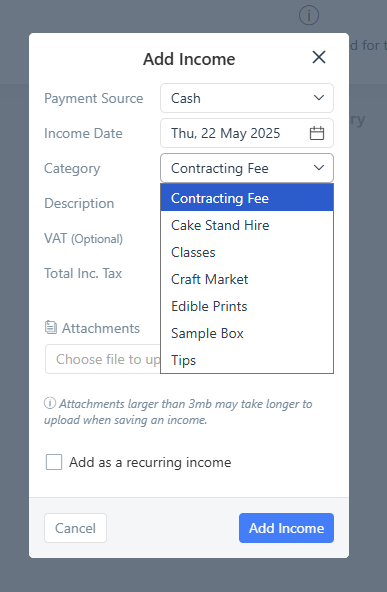 d for t
ry
Add Income
Payment Source Cash
Income Date Thu, 22 May 2025
Category Contracting Fee
Contracting Fee
Description
Cake Stand Hire
VAT (Optional)
Classes
Total Inc. Tax
Craft Market
Edible Prints
Attachments
Sample Box
Choose file to up
Tips
Attachments larger than 3mb may take longer to
upload when saving an income.
Add as a recurring income
Cancel Add Income